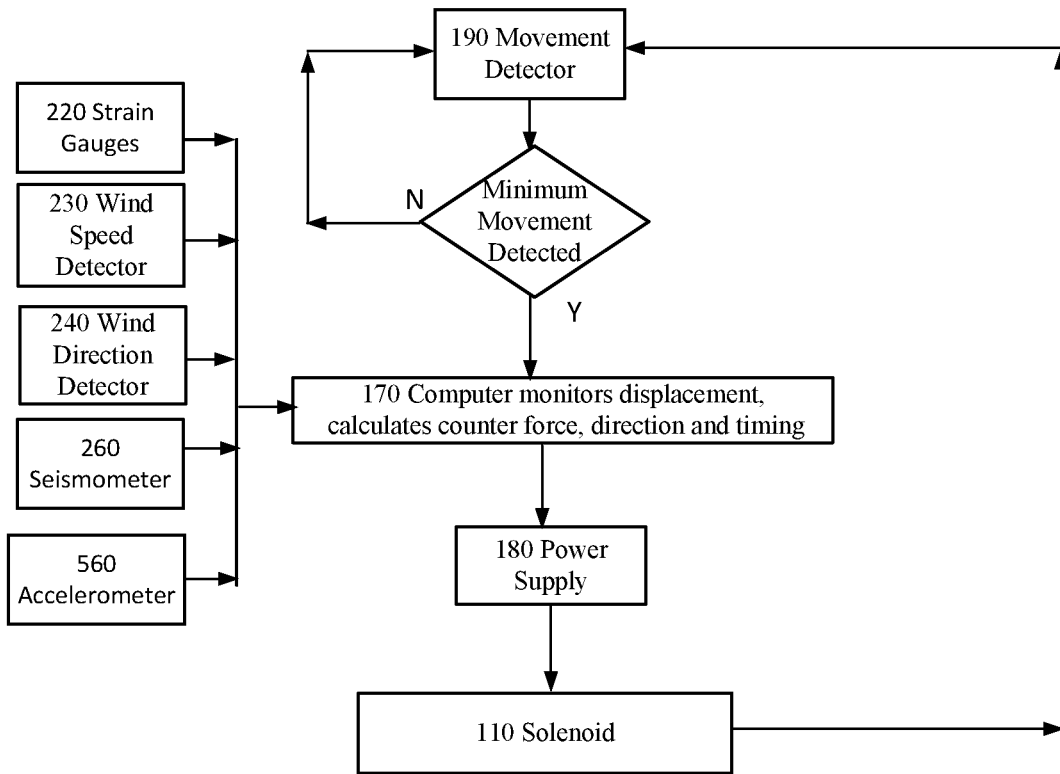 190 Movement
Detector
220 Strain
Gauges
N
Minimum
Movement
Detected
230 Wind
Speed
Detector
Y
240 Wind
Direction
Detector
170 Computer monitors displacement,
calculates counter force, direction and timing
260
Seismometer
180 Power
Supply
560
Accelerometer
110 Solenoid